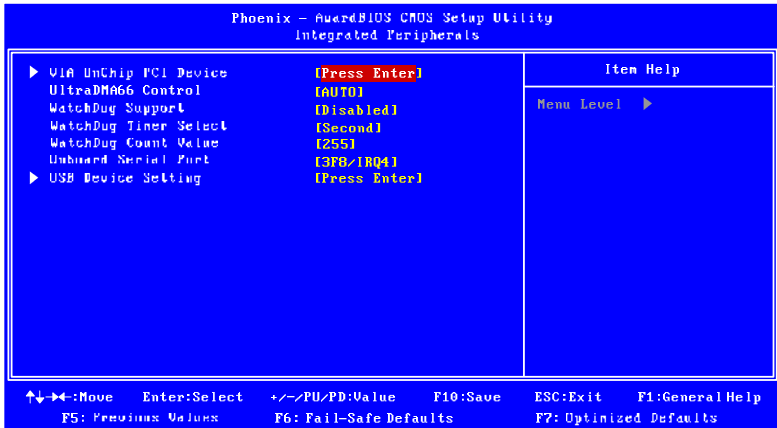 Phoenix - AwardBIOS CMOS Setup Utility
Integrated Peripherals
VIA OnChip PCI Device [Press Enter]
UltraDMA66 Control [AUTO]
WatchDog Support [Disabled]
WatchDog Timer Select [Second]
WatchDog Count Value [255]
Onboard Serial Port [3F8/IRQ4]
USB Device Setting [Press Enter]
Item Help
Menu Level
↑↓→←:Move Enter:Select +/-/PU/PD:Value F10:Save ESC:Exit F1:General Help
F5: Previous Values F6: Fail-Safe Defaults F7: Optimized Defaults